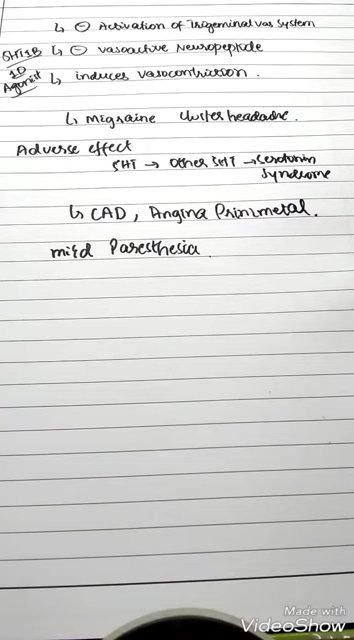 ↳ ⊖ Activation of Trigeminal vas System
5HT1B ↳ ⊖ vasoactive Neuropeptide
1D
Agonist ↳ induces vasocontriction.
↳ Migraine Cluster headache.
Adverse effect
5HT → Other 5HT → Serotonin
Syndrome
↳ CAD, Angina Prinzmetal.
mild Paresthesia
Made with
VideoShow